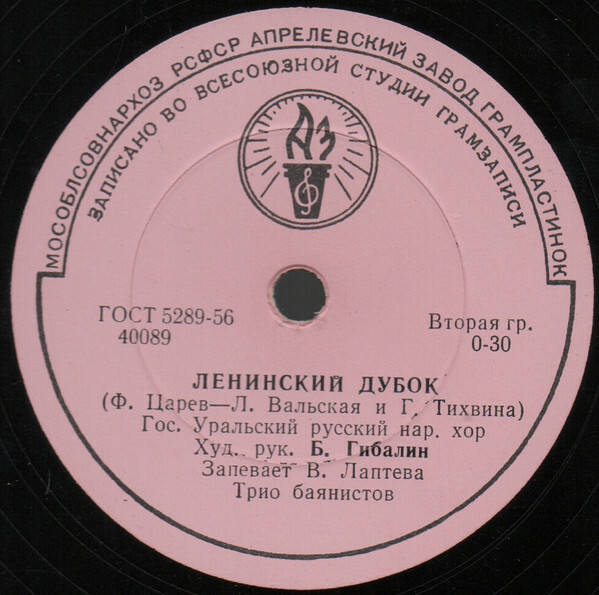 МОСОБЛСОВНАРХОЗ РСФСР АПРЕЛЕВСКИЙ ЗАВОД ГРАМПЛАСТИНОК
ЗАПИСАНО ВО ВСЕСОЮЗНОЙ СТУДИИ ГРАМЗАПИСИ
АЗ
ГОСТ 5289-56
40089
Вторая гр.
0-30
ЛЕНИНСКИЙ ДУБОК
(Ф. Царев—Л. Вальская и Г. Тихвина)
Гос. Уральский русский нар. хор
Худ. рук. Б. Гибалин
Запевает В. Лаптева
Трио баянистов